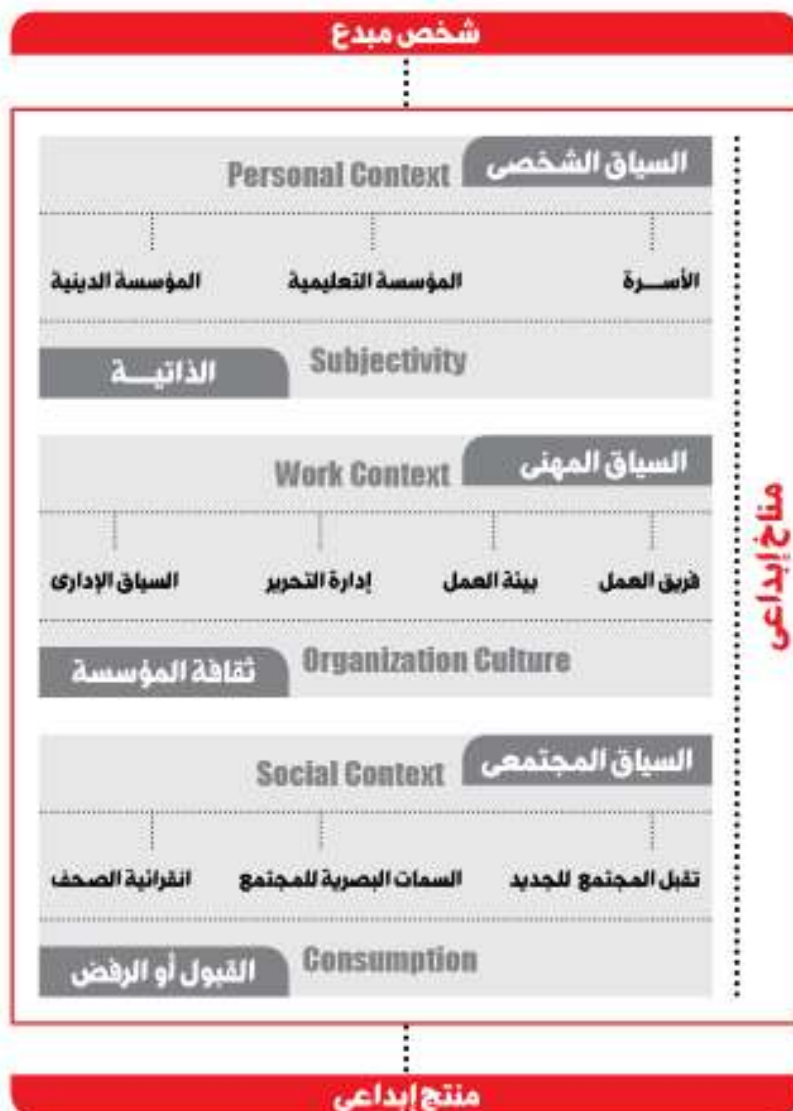 شخص مبدع
السياق الشخصى Personal Context
الأســـرة المؤسسة التعليمية المؤسسة الدينية
Subjectivity الذاتيـــة
السياق المهنى Work Context
فريق العمل بيئة العمل إدارة التحرير السياق الإدارى
Organization Culture ثقافة المؤسسة
السياق المجتمعى Social Context
تقبل المجتمع للجديد السمات البصرية للمجتمع انقرائية الصحف
Consumption القبول أو الرفض
مناخ إبداعى
منتج إبداعى